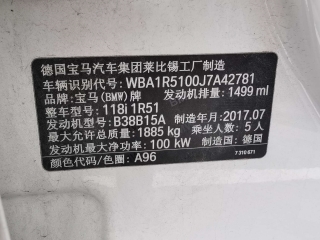 德国宝马汽车集团莱比锡工厂制造
车辆识别代号: WBA1R5100J7A42781
品牌: 宝马(BMW)牌 发动机排量: 1499 ml
整车型号: 118i 1R51
发动机型号: B38B15A 制造年月: 2017.07
最大允许总质量: 1885 kg 乘坐人数: 5 人
发动机最大净功率: 100 kW 制造国: 德国
颜色代码/色圈: A96
7 310 671